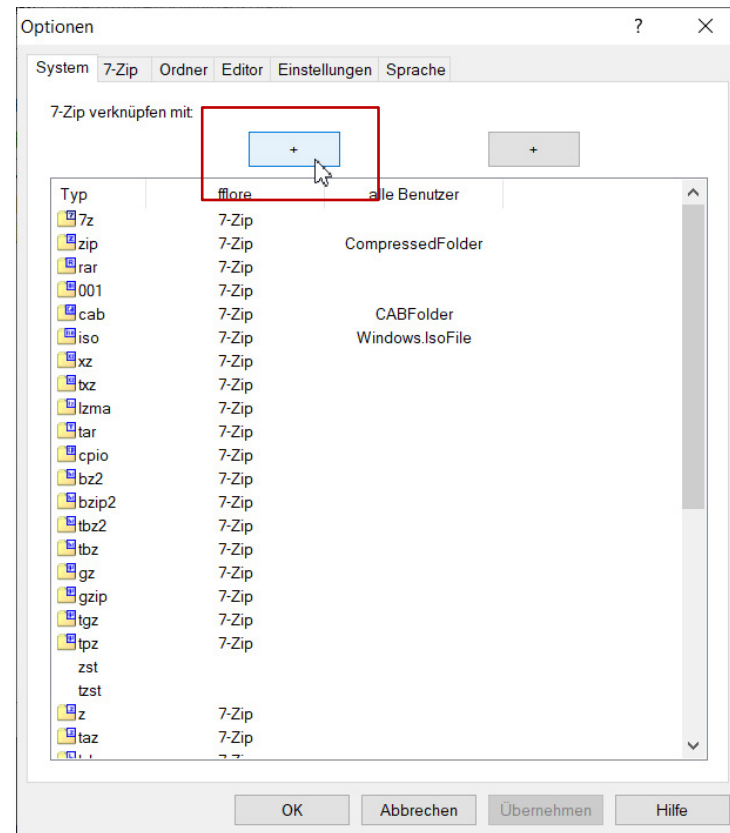 Optionen ?
System 7-Zip Ordner Editor Einstellungen Sprache
7-Zip verknüpfen mit:
+ +
Typ fflore alle Benutzer
7z 7-Zip
zip 7-Zip CompressedFolder
rar 7-Zip
001 7-Zip
cab 7-Zip CABFolder
iso 7-Zip Windows.IsoFile
xz 7-Zip
txz 7-Zip
lzma 7-Zip
tar 7-Zip
cpio 7-Zip
bz2 7-Zip
bzip2 7-Zip
tbz2 7-Zip
tbz 7-Zip
gz 7-Zip
gzip 7-Zip
tgz 7-Zip
tpz 7-Zip
zst
tzst
z 7-Zip
taz 7-Zip
OK Abbrechen Übernehmen Hilfe